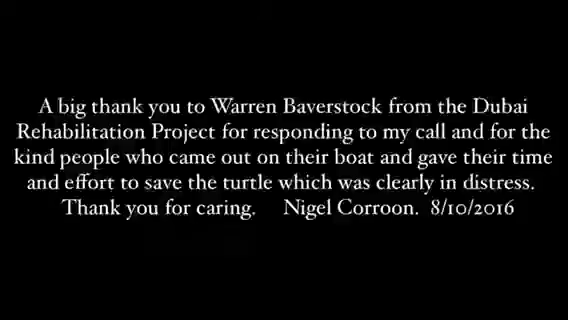 A big thank you to Warren Baverstock from the Dubai
Rehabilitation Project for responding to my call and for the
kind people who came out on their boat and gave their time
and effort to save the turtle which was clearly in distress.
Thank you for caring. Nigel Corroon. 8/10/2016